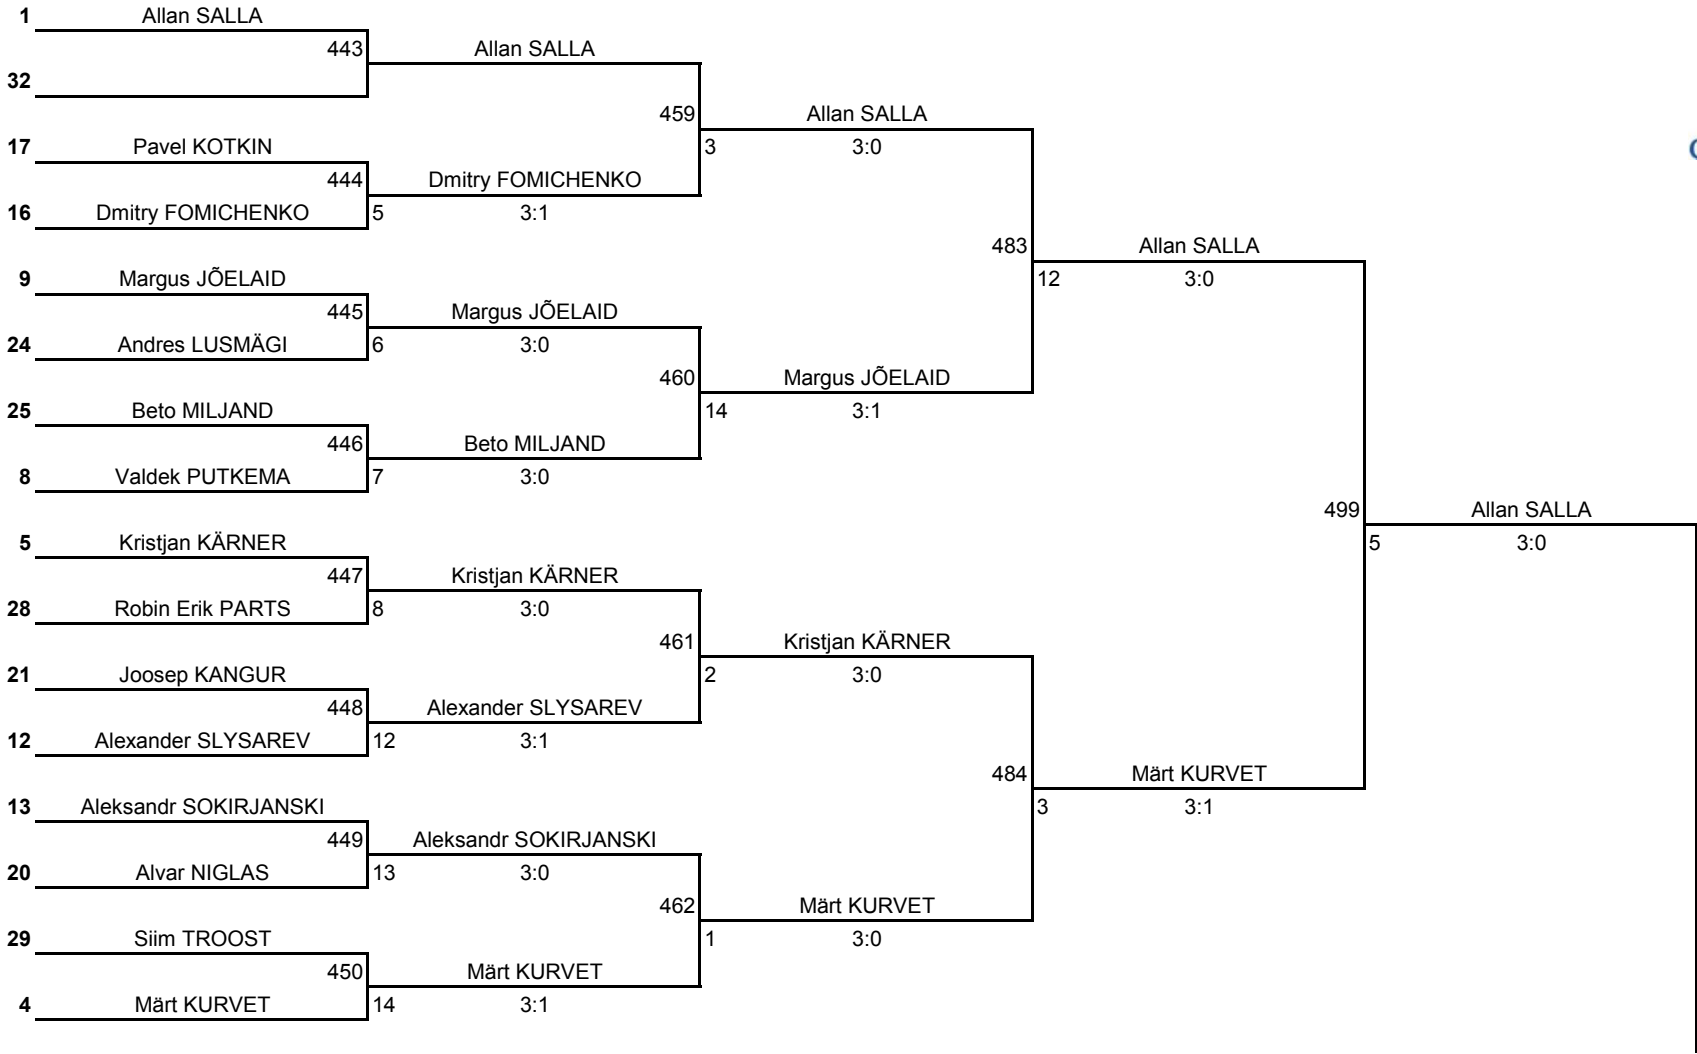 1 Allan SALLA
443 Allan SALLA
32
459 Allan SALLA
17 Pavel KOTKIN 3 3:0
444 Dmitry FOMICHENKO
16 Dmitry FOMICHENKO 5 3:1
483 Allan SALLA
9 Margus JÕELAID 12 3:0
445 Margus JÕELAID
24 Andres LUSMÄGI 6 3:0
460 Margus JÕELAID
25 Beto MILJAND 14 3:1
446 Beto MILJAND
8 Valdek PUTKEMA 7 3:0
499 Allan SALLA
5 Kristjan KÄRNER 5 3:0
447 Kristjan KÄRNER
28 Robin Erik PARTS 8 3:0
461 Kristjan KÄRNER
21 Joosep KANGUR 2 3:0
448 Alexander SLYSAREV
12 Alexander SLYSAREV 12 3:1
484 Märt KURVET
13 Aleksandr SOKIRJANSKI 3 3:1
449 Aleksandr SOKIRJANSKI
20 Alvar NIGLAS 13 3:0
462 Märt KURVET
29 Siim TROOST 1 3:0
450 Märt KURVET
4 Märt KURVET 14 3:1